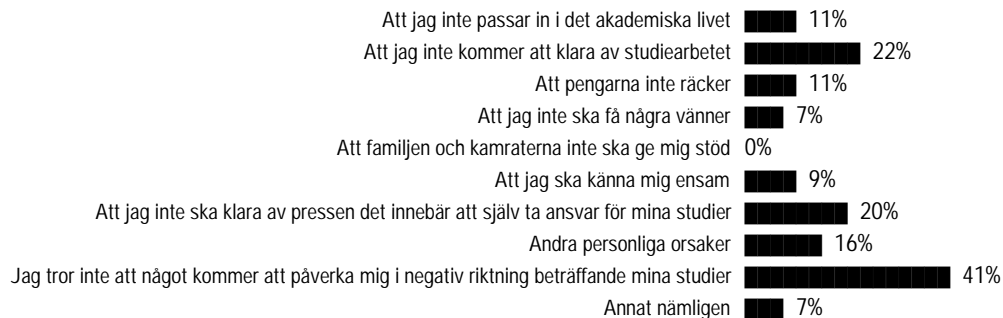 Att jag inte passar in i det akademiska livet 11%
Att jag inte kommer att klara av studiearbetet 22%
Att pengarna inte räcker 11%
Att jag inte ska få några vänner 7%
Att familjen och kamraterna inte ska ge mig stöd 0%
Att jag ska känna mig ensam 9%
Att jag inte ska klara av pressen det innebär att själv ta ansvar för mina studier 20%
Andra personliga orsaker 16%
Jag tror inte att något kommer att påverka mig i negativ riktning beträffande mina studier 41%
Annat nämligen 7%